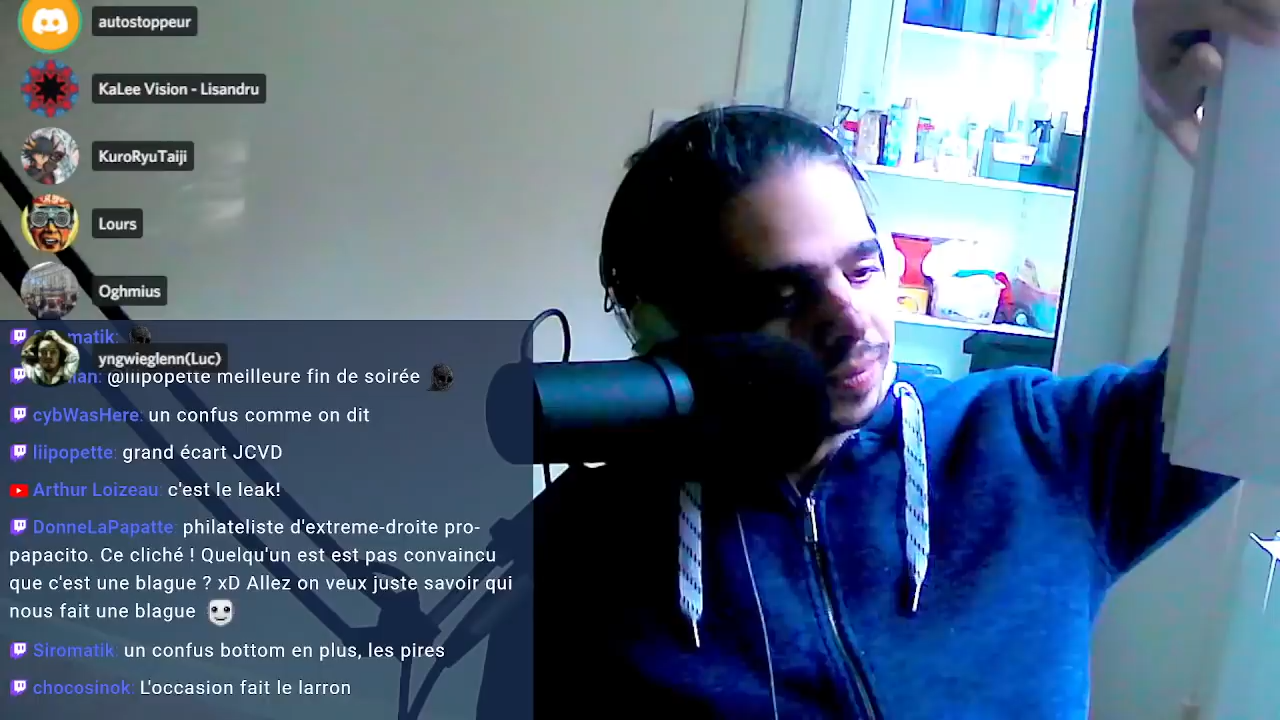 autostoppeur
KaLee Vision - Lisandru
KuroRyuTaiji
Lours
Oghmius
yngwieglenn(Luc)
@liipopette meilleure fin de soirée
cybWasHere: un confus comme on dit
liipopette: grand écart JCVD
Arthur Loizeau: c'est le leak!
DonneLaPapatte: philateliste d'extreme-droite pro-
papacito. Ce cliché ! Quelqu'un est est pas convaincu
que c'est une blague ? xD Allez on veux juste savoir qui
nous fait une blague
Siromatik: un confus bottom en plus, les pires
chocosinok: L'occasion fait le larron